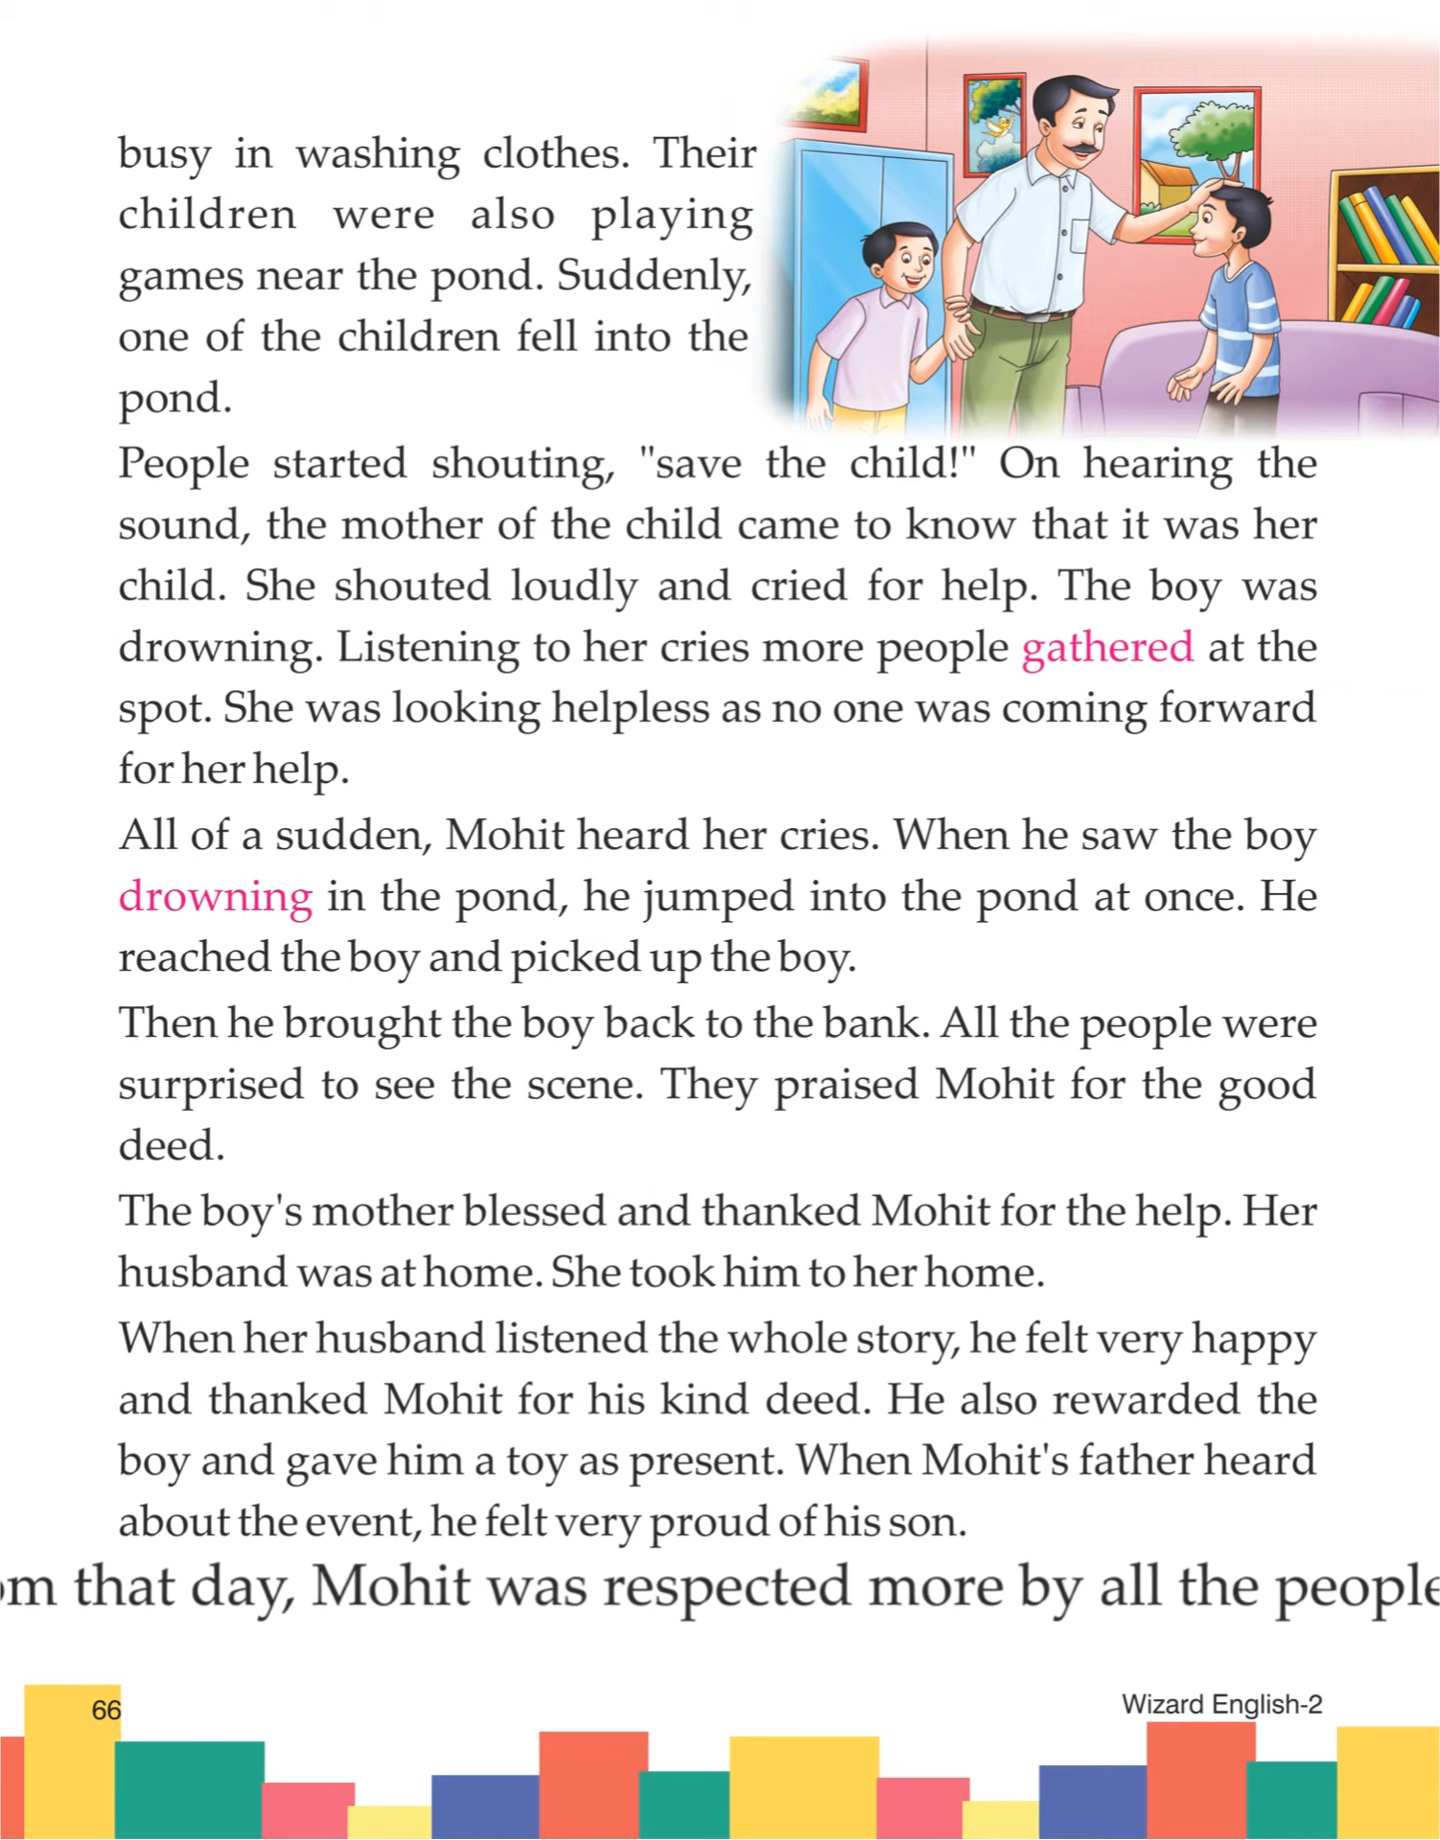 busy in washing clothes. Their
children were also playing
games near the pond. Suddenly,
one of the children fell into the
pond.
People started shouting, "save the child!" On hearing the
sound, the mother of the child came to know that it was her
child. She shouted loudly and cried for help. The boy was
drowning. Listening to her cries more people gathered at the
spot. She was looking helpless as no one was coming forward
for her help.
All of a sudden, Mohit heard her cries. When he saw the boy
drowning in the pond, he jumped into the pond at once. He
reached the boy and picked up the boy.
Then he brought the boy back to the bank. All the people were
surprised to see the scene. They praised Mohit for the good
deed.
The boy's mother blessed and thanked Mohit for the help. Her
husband was at home. She took him to her home.
When her husband listened the whole story, he felt very happy
and thanked Mohit for his kind deed. He also rewarded the
boy and gave him a toy as present. When Mohit's father heard
about the event, he felt very proud of his son.
om that day, Mohit was respected more by all the people
66
Wizard English-2